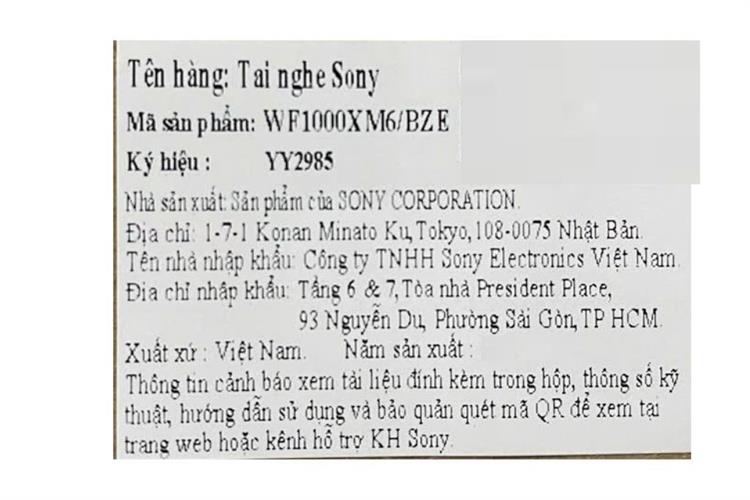 Tên hàng: Tai nghe Sony
Mã sản phẩm: WF1000XM6/BZE
Ký hiệu : YY2985
Nhà sản xuất: Sản phẩm của SONY CORPORATION.
Địa chỉ: 1-7-1 Konan Minato Ku, Tokyo, 108-0075 Nhật Bản.
Tên nhà nhập khẩu: Công ty TNHH Sony Electronics Việt Nam.
Địa chỉ nhập khẩu: Tầng 6 & 7, Tòa nhà President Place,
93 Nguyễn Du, Phường Sài Gòn, TP HCM.
Xuất xứ : Việt Nam. Năm sản xuất :
Thông tin cảnh báo xem tài liệu đính kèm trong hộp, thông số kỹ
thuật, hướng dẫn sử dụng và bảo quản quét mã QR để xem tại
trang web hoặc kênh hỗ trợ KH Sony.